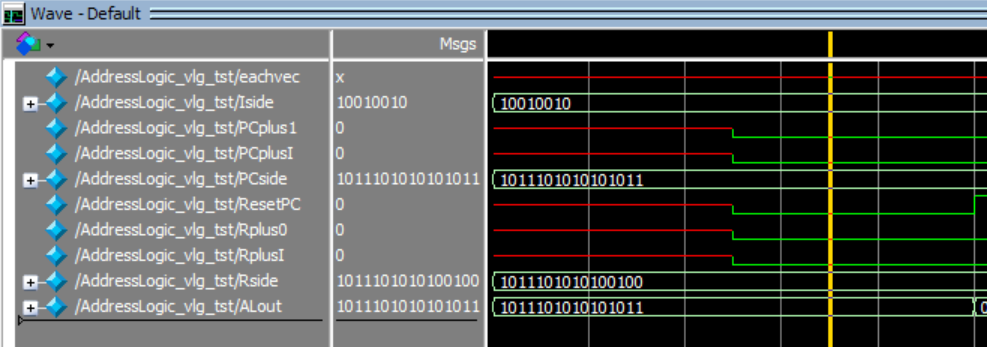 Wave - Default
Msgs
/AddressLogic_vlg_tst/eachvec x
/AddressLogic_vlg_tst/Iside 10010010 10010010
/AddressLogic_vlg_tst/PCplus1 0
/AddressLogic_vlg_tst/PCplusI 0
/AddressLogic_vlg_tst/PCside 1011101010101011 1011101010101011
/AddressLogic_vlg_tst/ResetPC 0
/AddressLogic_vlg_tst/Rplus0 0
/AddressLogic_vlg_tst/RplusI 0
/AddressLogic_vlg_tst/Rside 1011101010100100 1011101010100100
/AddressLogic_vlg_tst/ALout 1011101010101011 1011101010101011